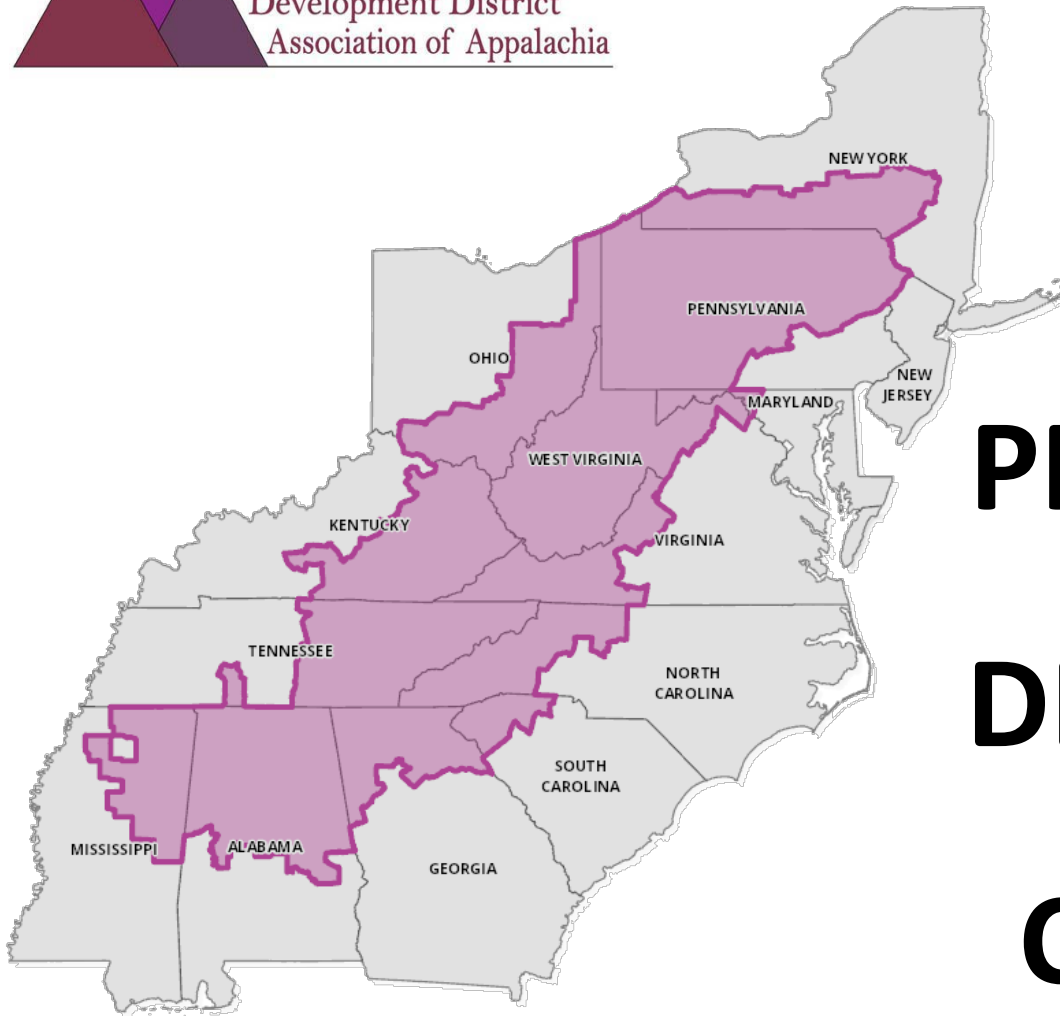 Development District
Association of Appalachia
NEW YORK
PENNSYLVANIA
OHIO
NEW
JERSEY
MARYLAND
WEST VIRGINIA
KENTUCKY
VIRGINIA
TENNESSEE
NORTH
CAROLINA
SOUTH
CAROLINA
MISSISSIPPI
ALABAMA
GEORGIA